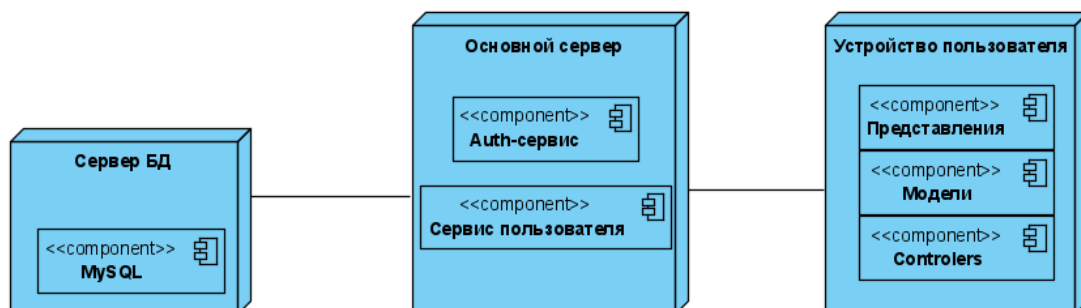 Сервер БД
<<component>>
MySQL
Основной сервер
<<component>>
Auth-сервис
<<component>>
Сервис пользователя
Устройство пользователя
<<component>>
Представления
<<component>>
Модели
<<component>>
Controlers